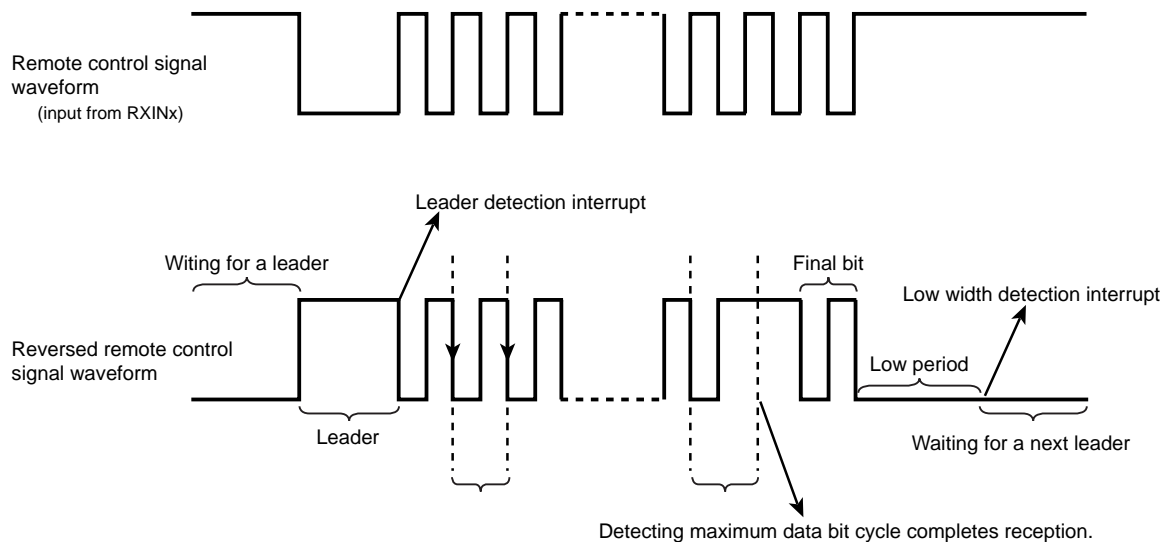 Remote control signal
waveform
(input from RXINx)
Leader detection interrupt
Witing for a leader
Final bit
Low width detection interrupt
Reversed remote control
signal waveform
Low period
Leader
Waiting for a next leader
Detecting maximum data bit cycle completes reception.